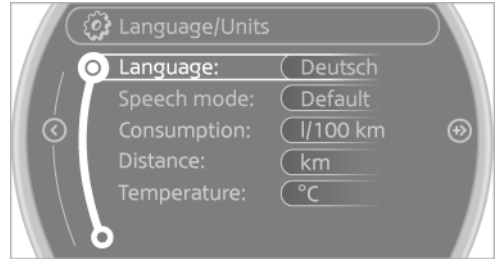 Language/Units
Language: Deutsch
Speech mode: Default
Consumption: l/100 km
Distance: km
Temperature: °C